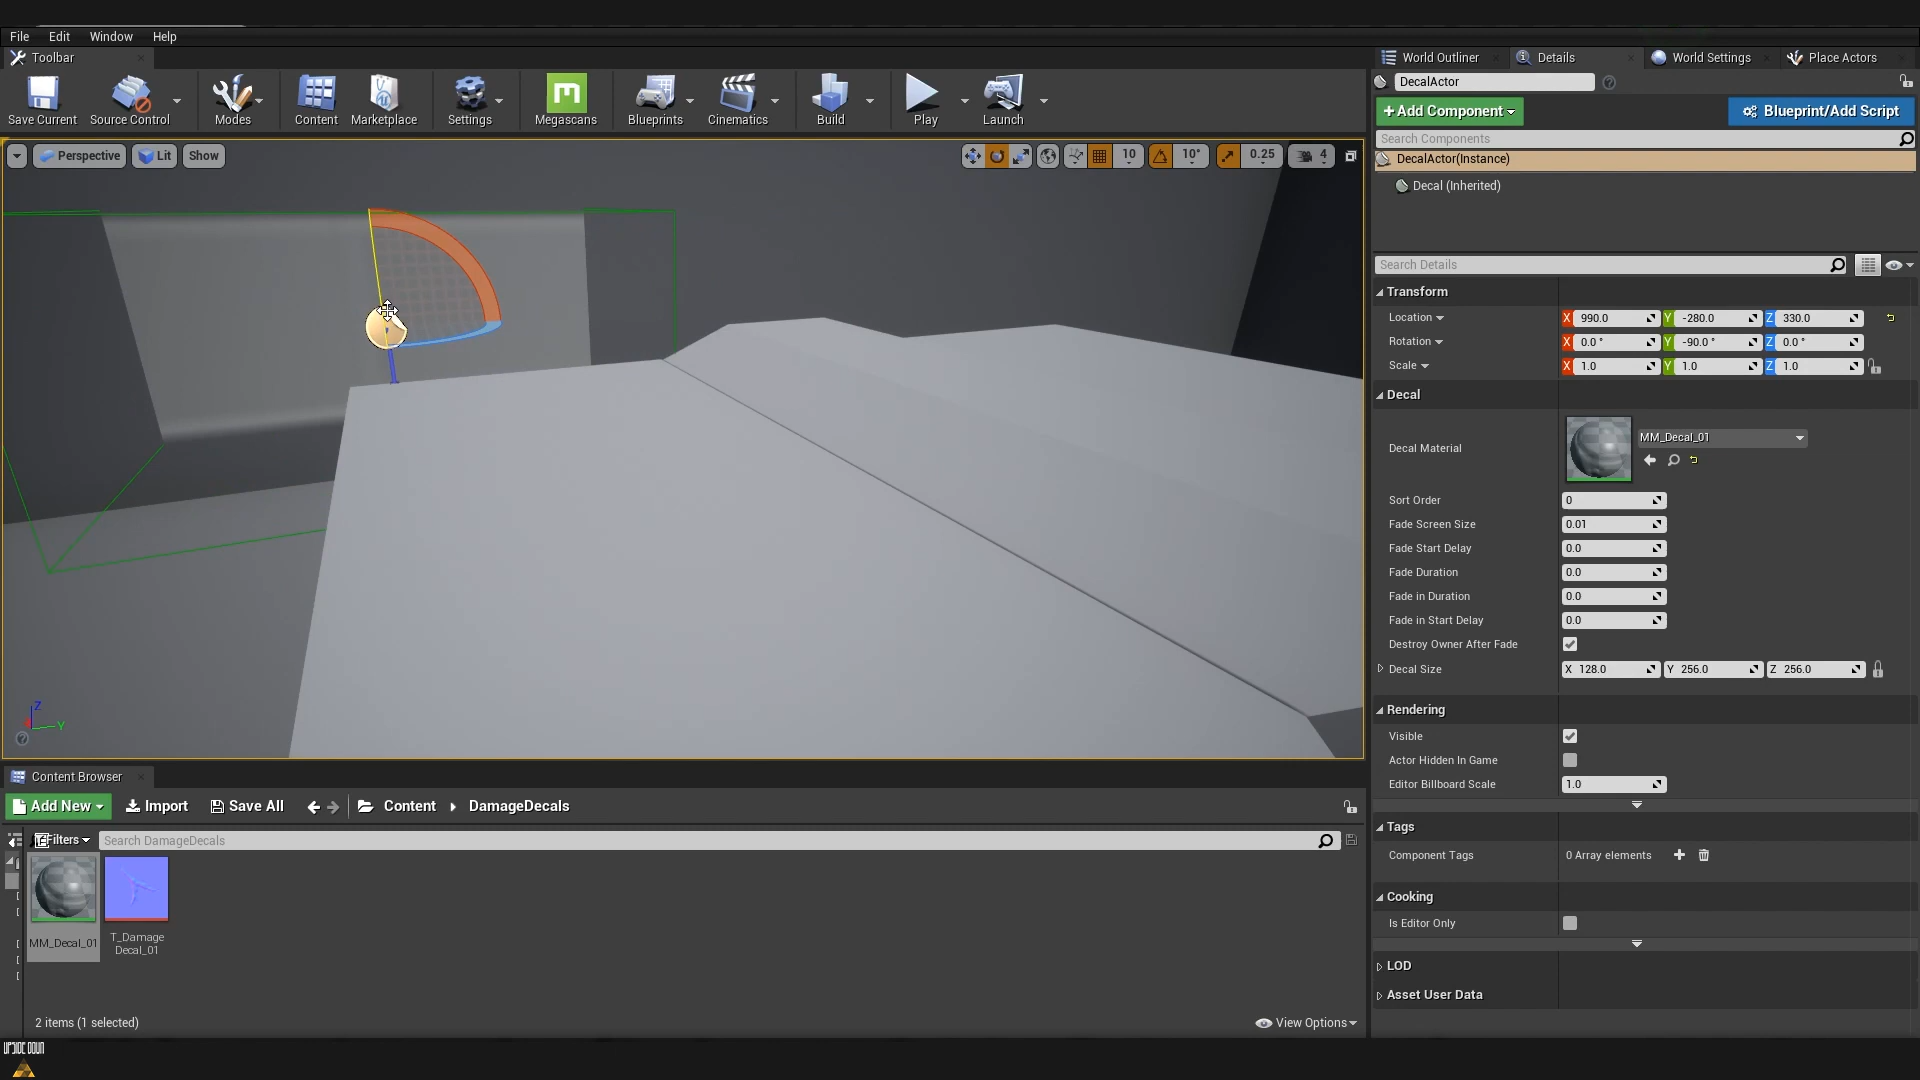 File Edit Window Help
Toolbar
Save Current Source Control Modes Content Marketplace Settings Megascans Blueprints Cinematics Build Play Launch
Perspective Lit Show
10 10° 0.25 4
Z
Y
World Outliner Details World Settings Place Actors
DecalActor
+Add Component Blueprint/Add Script
Search Components
DecalActor(Instance)
Decal (Inherited)
Search Details
Transform
Location X 990.0 Y -280.0 Z 330.0
Rotation X 0.0 ° Y -90.0 ° Z 0.0 °
Scale X 1.0 Y 1.0 Z 1.0
Decal
Decal Material MM_Decal_01
Sort Order 0
Fade Screen Size 0.01
Fade Start Delay 0.0
Fade Duration 0.0
Fade in Duration 0.0
Fade in Start Delay 0.0
Destroy Owner After Fade
Decal Size X 128.0 Y 256.0 Z 256.0
Rendering
Visible
Actor Hidden In Game
Editor Billboard Scale 1.0
Tags
Component Tags 0 Array elements
Cooking
Is Editor Only
LOD
Asset User Data
Content Browser
Add New Import Save All Content DamageDecals
Filters Search DamageDecals
MM_Decal_01
T_Damage
Decal_01
2 items (1 selected) View Options
UPSIDE DOWN